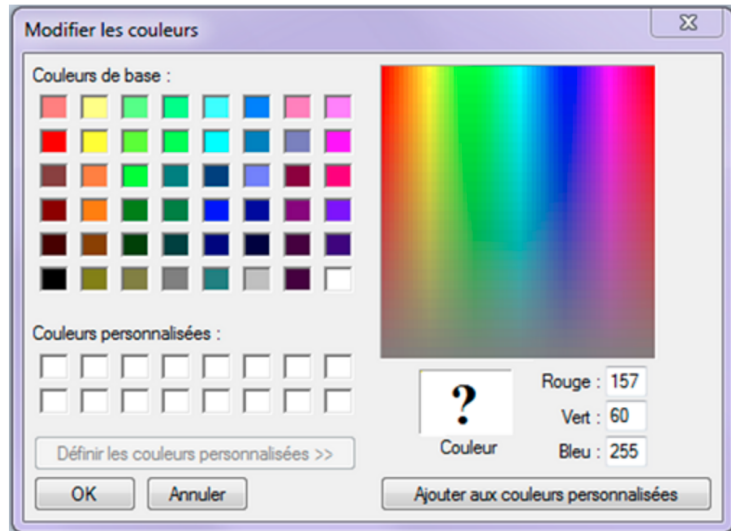 Modifier les couleurs
Couleurs de base :
Couleurs personnalisées :
?
Couleur
Rouge : 157
Vert : 60
Bleu : 255
Définir les couleurs personnalisées >>
OK Annuler
Ajouter aux couleurs personnalisées